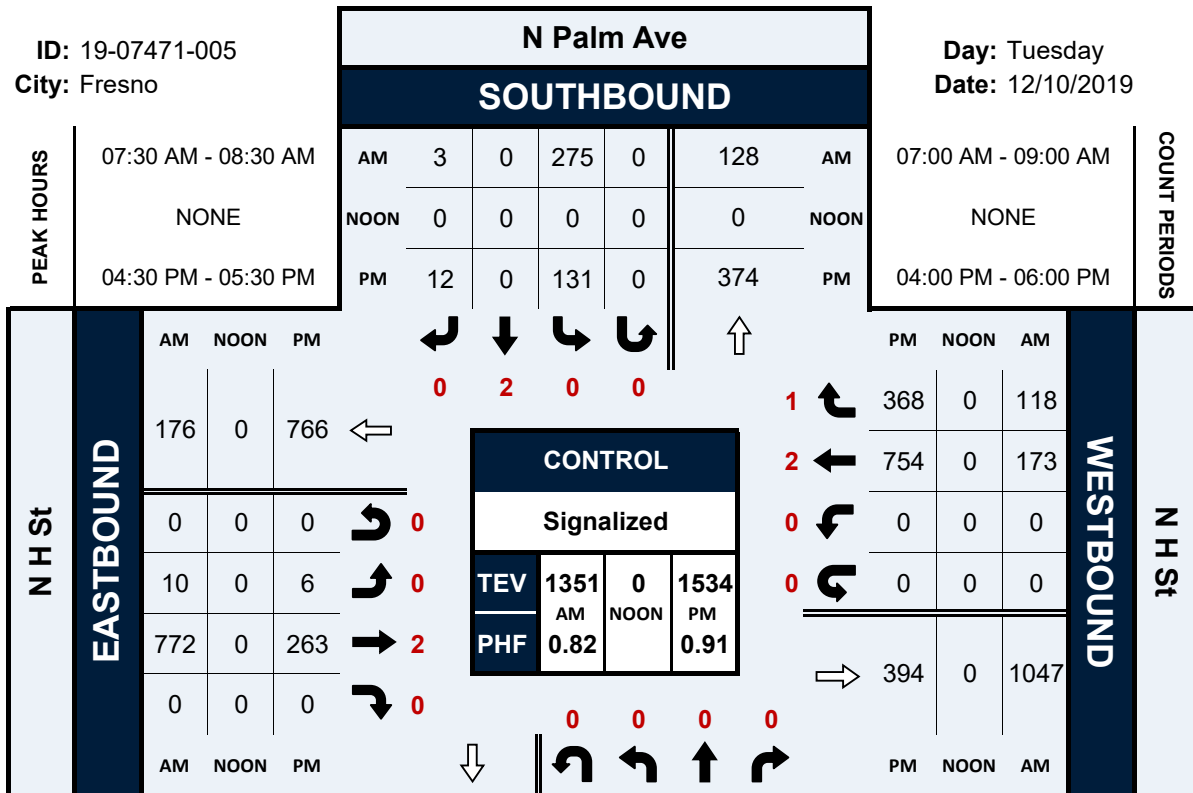 N Palm Ave
SOUTHBOUND
ID: 19-07471-005
City: Fresno
Day: Tuesday
Date: 12/10/2019
PEAK HOURS
07:30 AM - 08:30 AM
NONE
04:30 PM - 05:30 PM
AM 3 0 275 0 128 AM
NOON 0 0 0 0 0 NOON
PM 12 0 131 0 374 PM
07:00 AM - 09:00 AM
NONE
04:00 PM - 06:00 PM
COUNT PERIODS
0 2 0 0
N H St
EASTBOUND
AM NOON PM
176 0 766
0 0 0 0
10 0 6 0
772 0 263 2
0 0 0 0
AM NOON PM
CONTROL
Signalized
TEV 1351 0 1534
AM NOON PM
PHF 0.82 0.91
PM NOON AM
1 368 0 118
2 754 0 173
0 0 0 0
0 0 0 0
394 0 1047
PM NOON AM
WESTBOUND
N H St
0 0 0 0